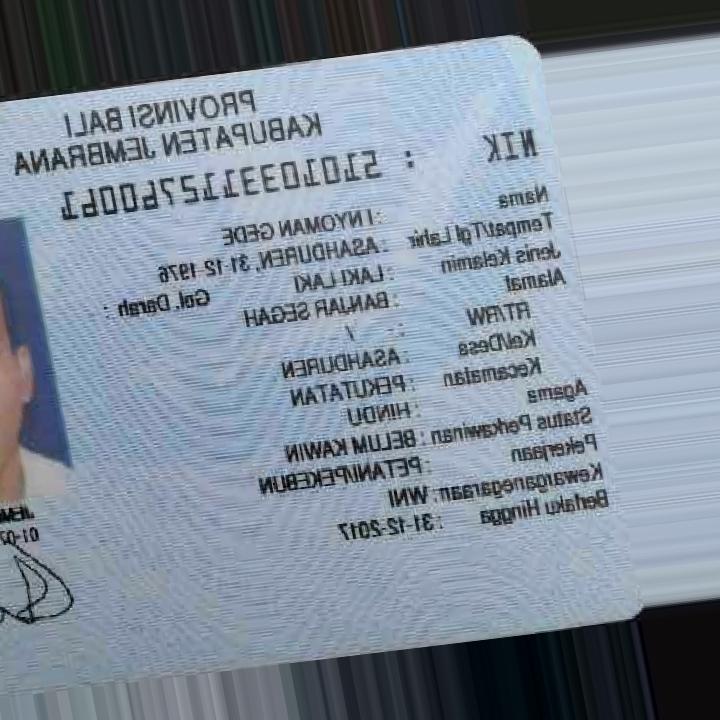 PROVINSI BALI
KABUPATEN JEMBRANA
NIK : 5101033112760061
Nama : I NYOMAN GEDE
Tempat/Tgl Lahir : ASAHDUREN, 31-12-1976
Jenis Kelamin : LAKI LAKI Gol. Darah :
Alamat : BANJAR SEGAH
RT/RW : - /
Kel/Desa : ASAHDUREN
Kecamatan : PEKUTATAN
Agama : HINDU
Status Perkawinan : BELUM KAWIN
Pekerjaan : PETANI/PEKEBUN
Kewarganegaraan : WNI
Berlaku Hingga : 31-12-2017